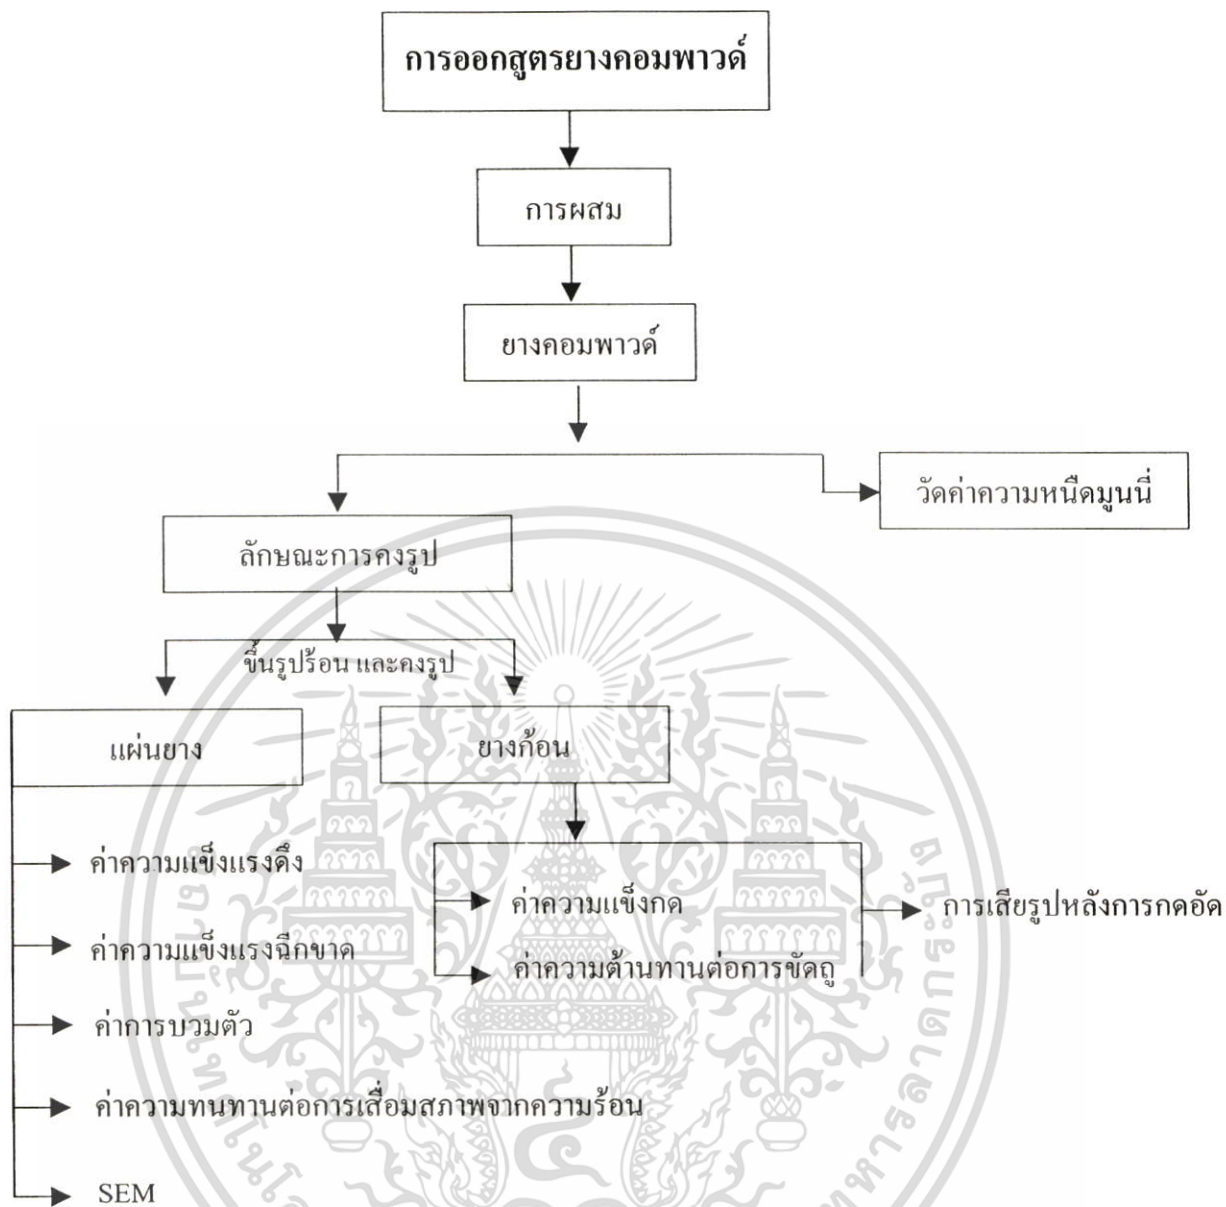 การออกสูตรยางคอมพาวด์
การผสม
ยางคอมพาวด์
วัดค่าความหนืดมูนนี่
ลักษณะการคงรูป
ขึ้นรูปร้อน และคงรูป
แผ่นยาง
ยางก้อน
ค่าความแข็งแรงดึง
ค่าความแข็งแรงฉีกขาด
ค่าการบวมตัว
ค่าความทนทานต่อการเสื่อมสภาพจากความร้อน
SEM
ค่าความแข็งกด
ค่าความต้านทานต่อการขัดถู
การเสียรูปหลังการกดอัด